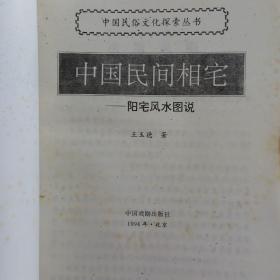 中国民俗文化探索丛书
中国民间相宅
——阳宅风水图说
王玉德 著
中国戏剧出版社
1994年·北京